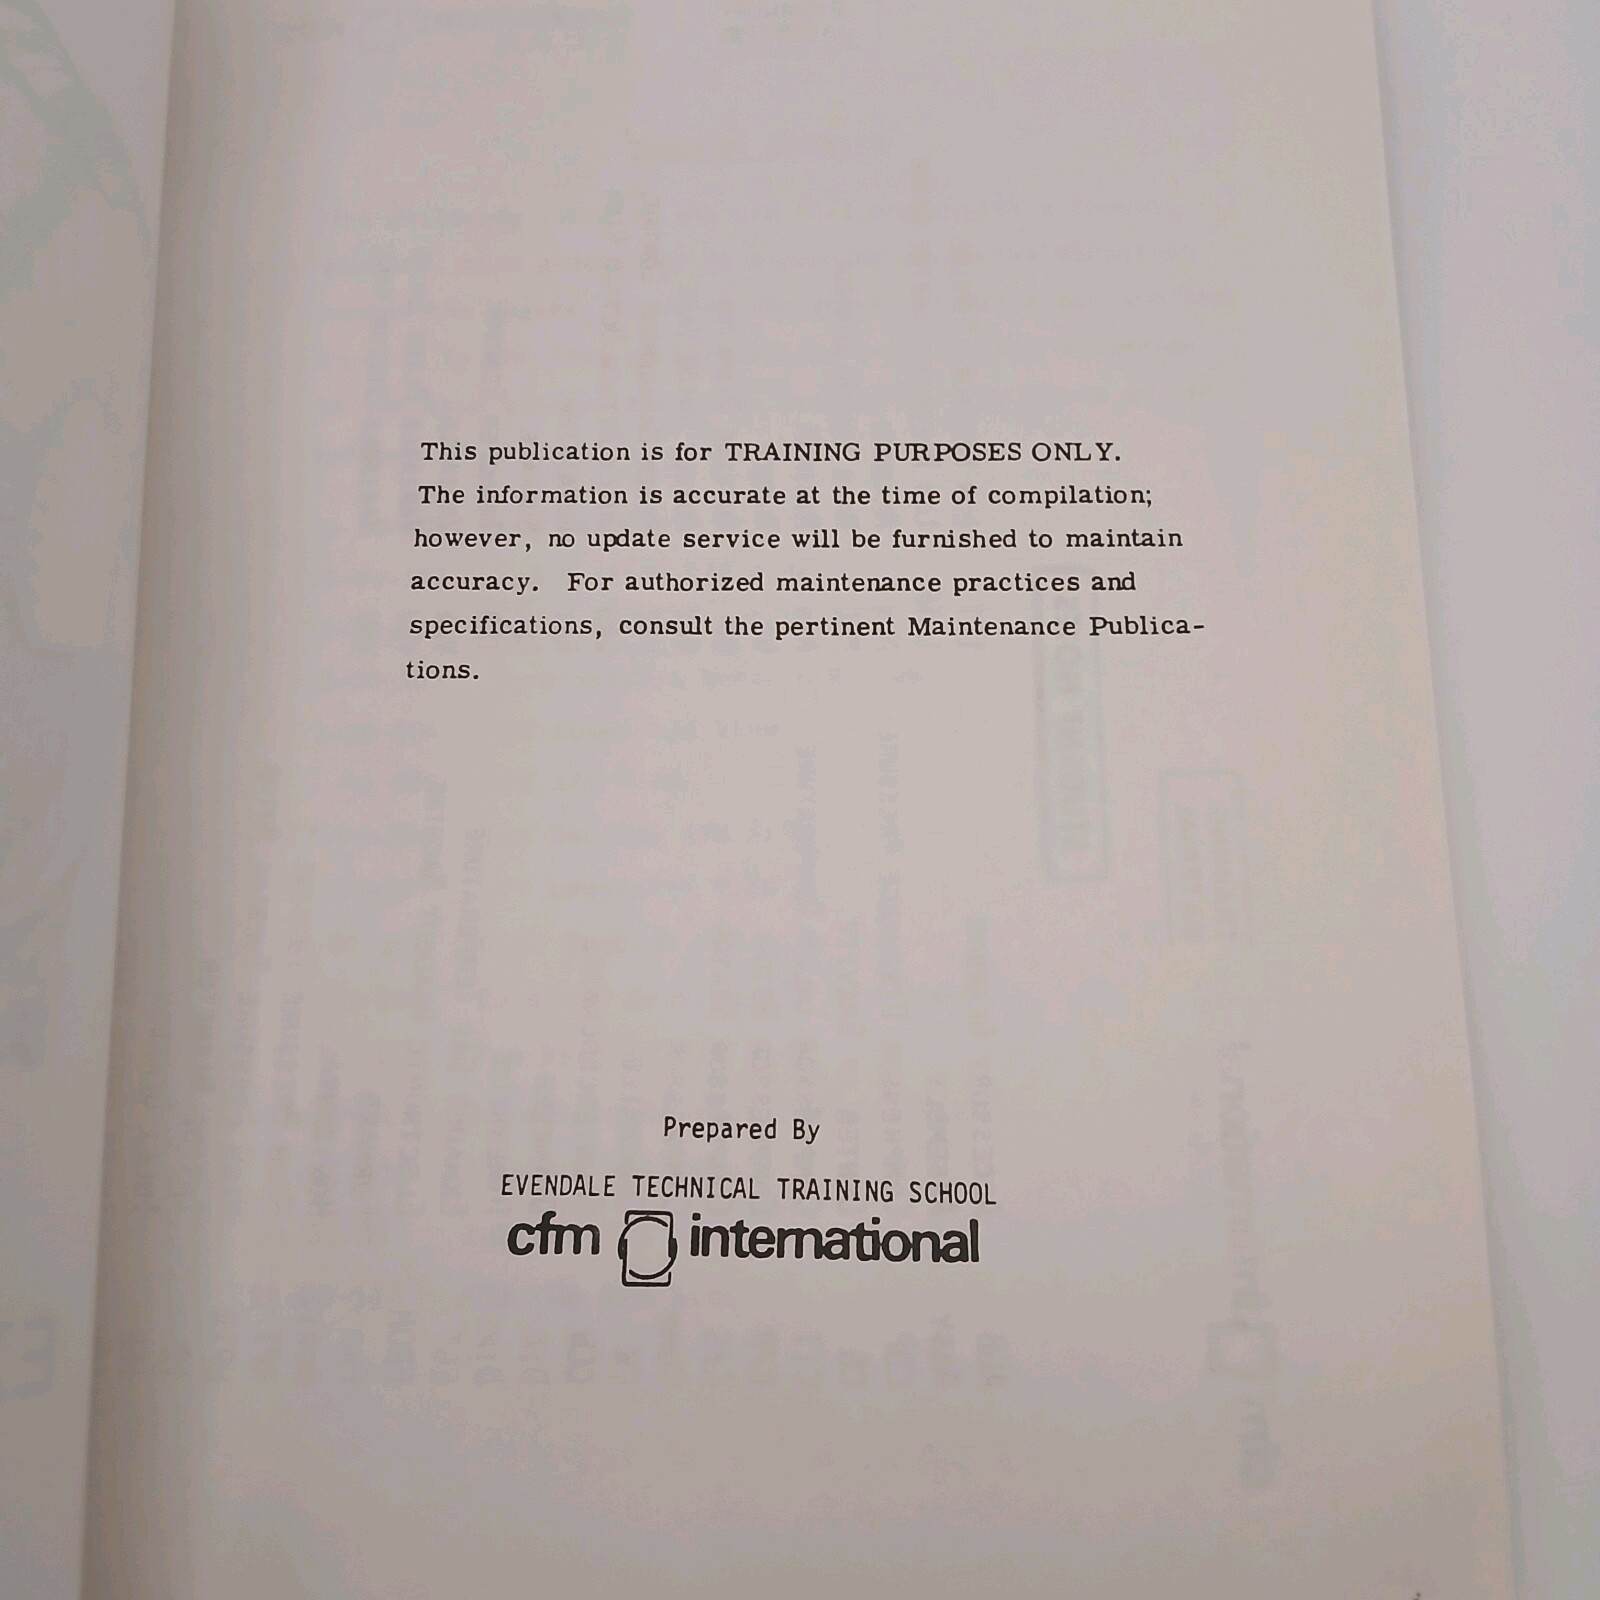 This publication is for TRAINING PURPOSES ONLY.
The information is accurate at the time of compilation;
however, no update service will be furnished to maintain
accuracy. For authorized maintenance practices and
specifications, consult the pertinent Maintenance Publica-
tions.
Prepared By
EVENDALE TECHNICAL TRAINING SCHOOL
cfm international